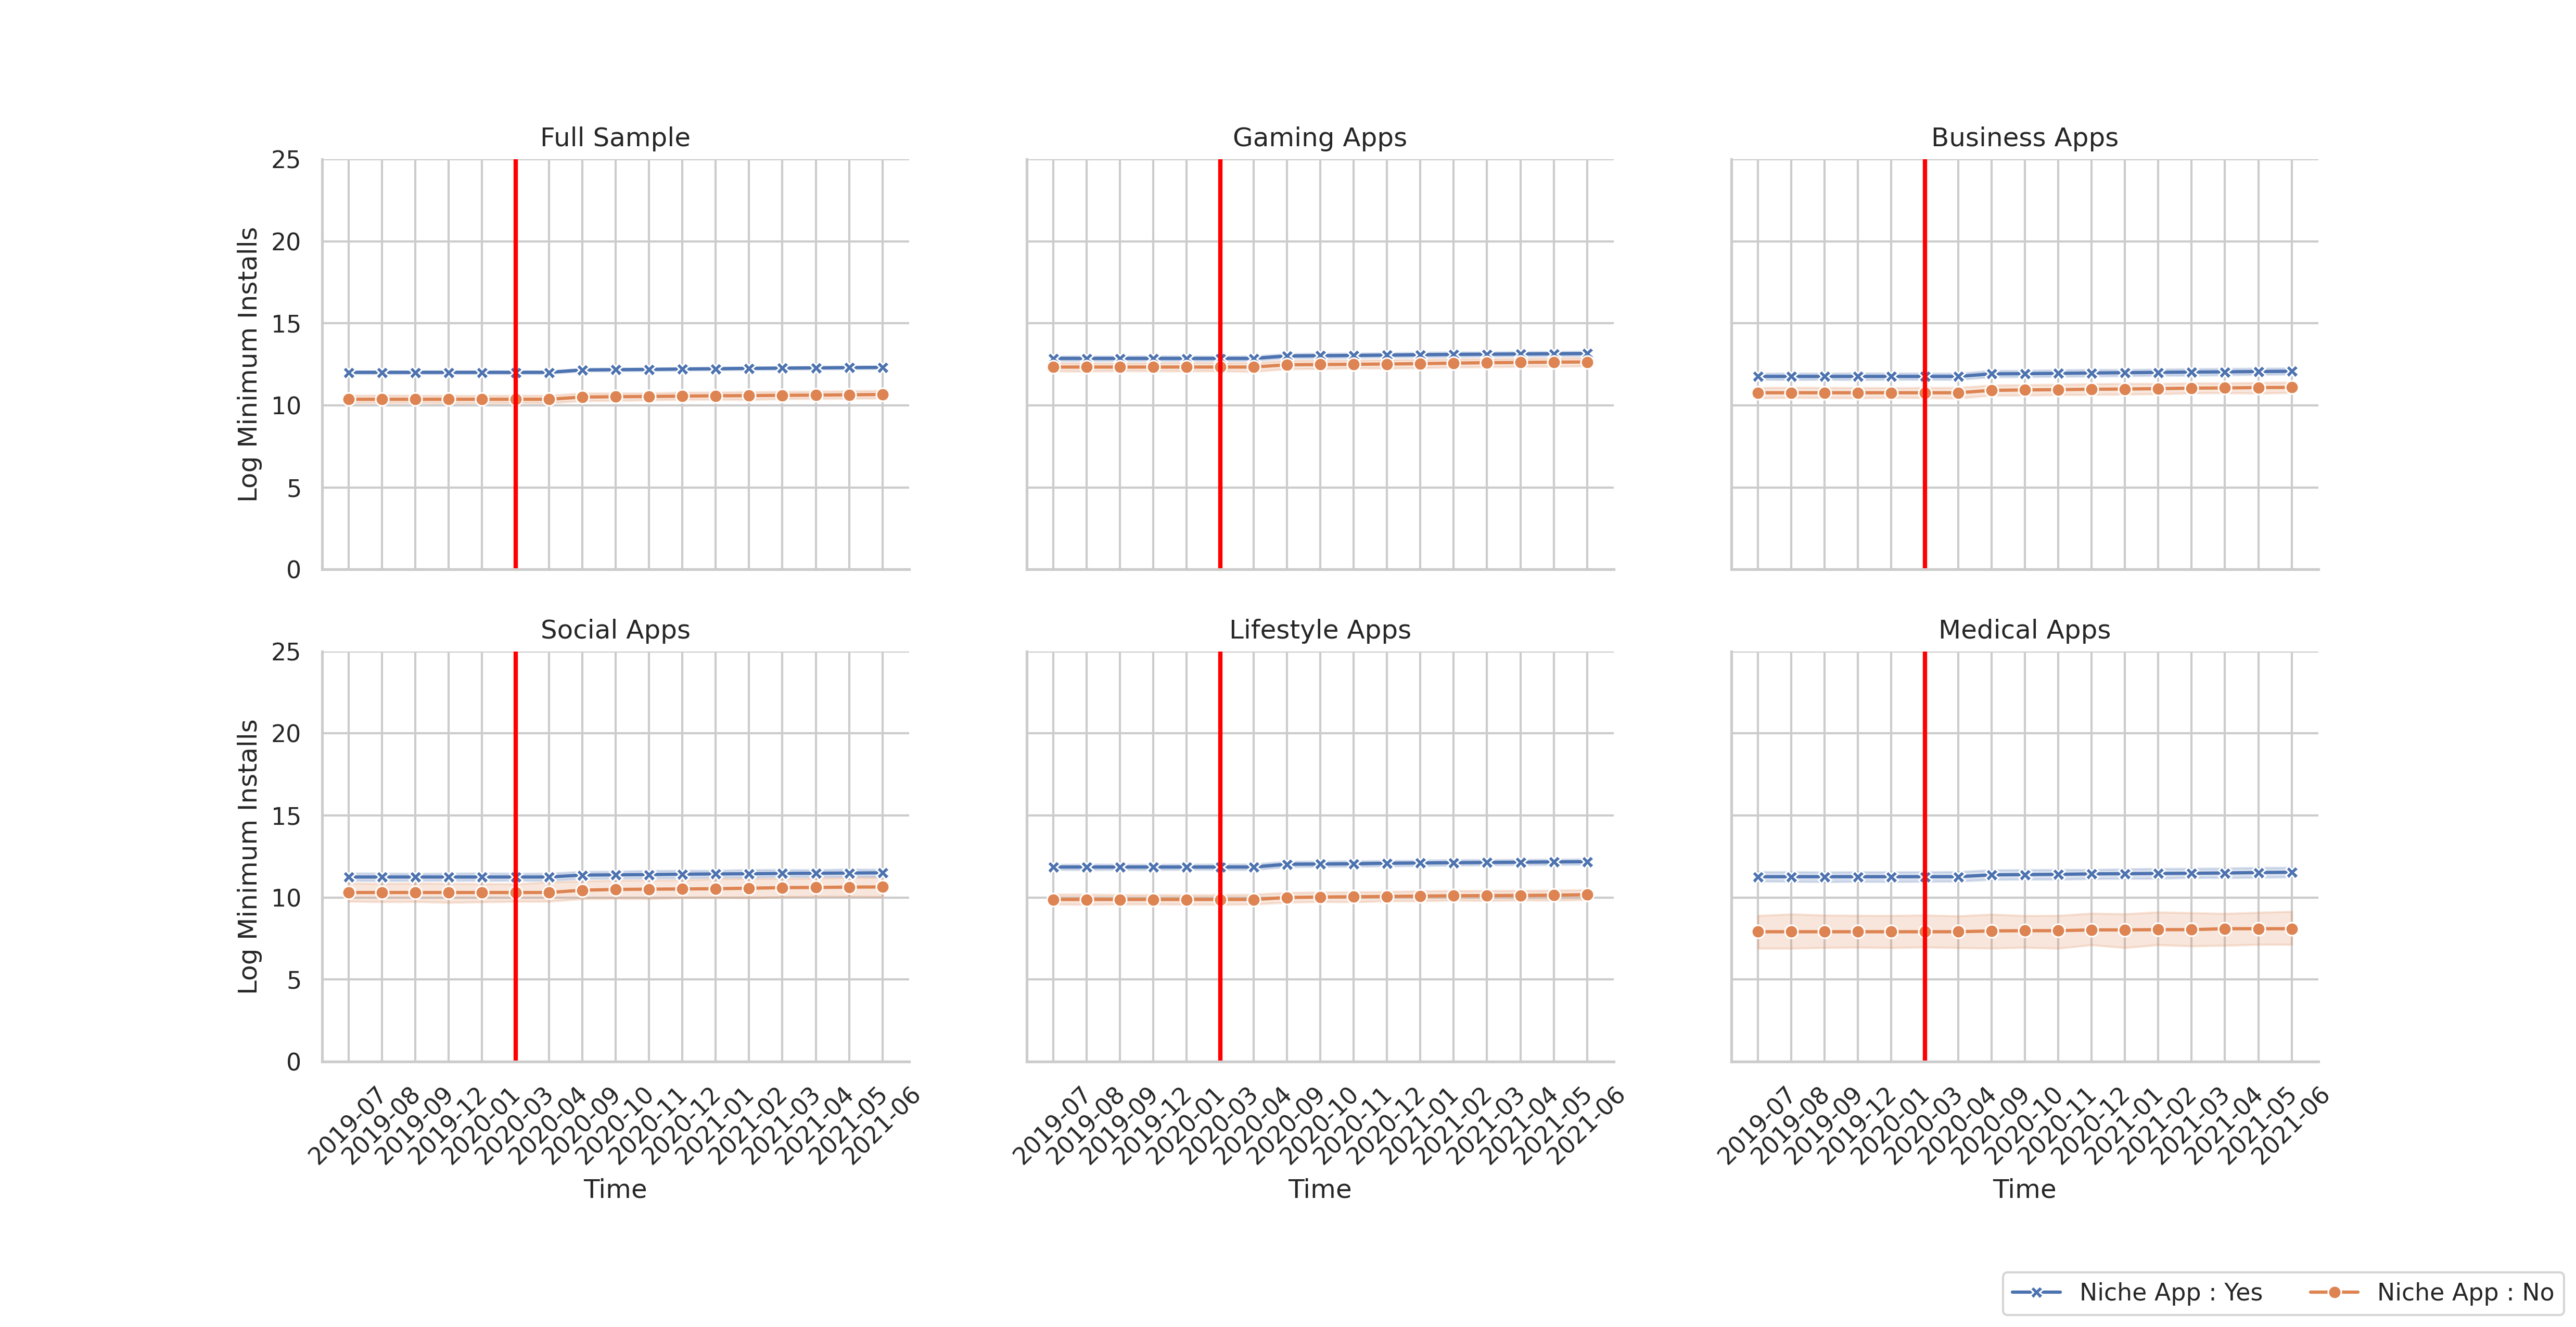 Full Sample
Gaming Apps
Business Apps
Log Minimum Installs
25
20
15
10
5
0
Social Apps
Lifestyle Apps
Medical Apps
Log Minimum Installs
25
20
15
10
5
0
2019-07 2019-08 2019-09 2019-12 2020-01 2020-03 2020-04 2020-09 2020-10 2020-11 2020-12 2021-01 2021-02 2021-03 2021-04 2021-05 2021-06
2019-07 2019-08 2019-09 2019-12 2020-01 2020-03 2020-04 2020-09 2020-10 2020-11 2020-12 2021-01 2021-02 2021-03 2021-04 2021-05 2021-06
2019-07 2019-08 2019-09 2019-12 2020-01 2020-03 2020-04 2020-09 2020-10 2020-11 2020-12 2021-01 2021-02 2021-03 2021-04 2021-05 2021-06
Time
Time
Time
Niche App : Yes
Niche App : No